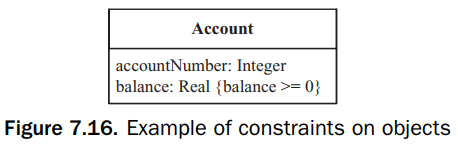 Account
accountNumber: Integer
balance: Real {balance >= 0}
Figure 7.16. Example of constraints on objects